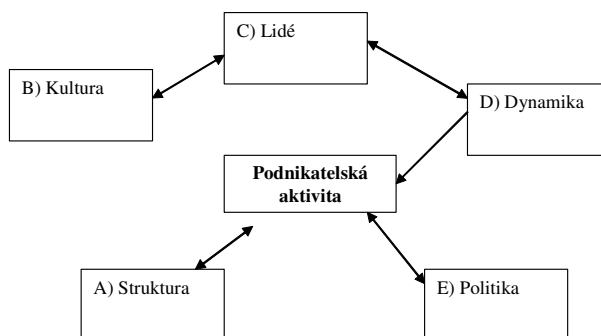 C) Lidé
B) Kultura
D) Dynamika
Podnikatelská
aktivita
A) Struktura
E) Politika